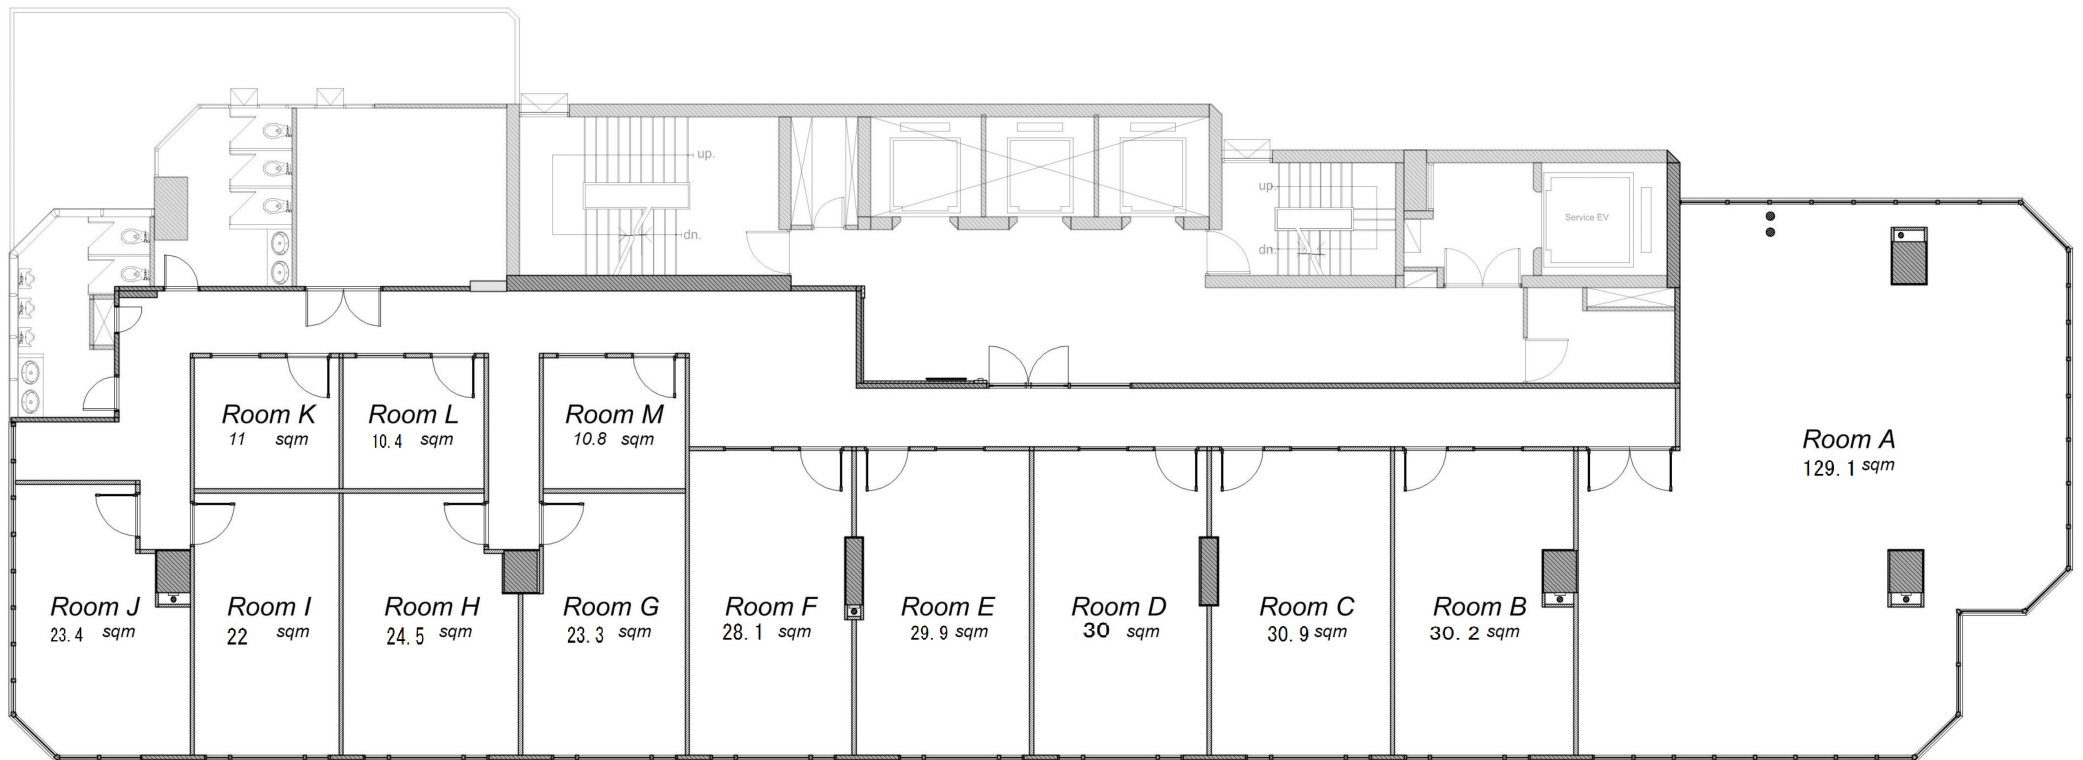 up.
dn.
up.
dn.
Service EV
Room K
11 sqm
Room L
10.4 sqm
Room M
10.8 sqm
Room A
129.1 sqm
Room J
23.4 sqm
Room I
22 sqm
Room H
24.5 sqm
Room G
23.3 sqm
Room F
28.1 sqm
Room E
29.9 sqm
Room D
30 sqm
Room C
30.9 sqm
Room B
30.2 sqm